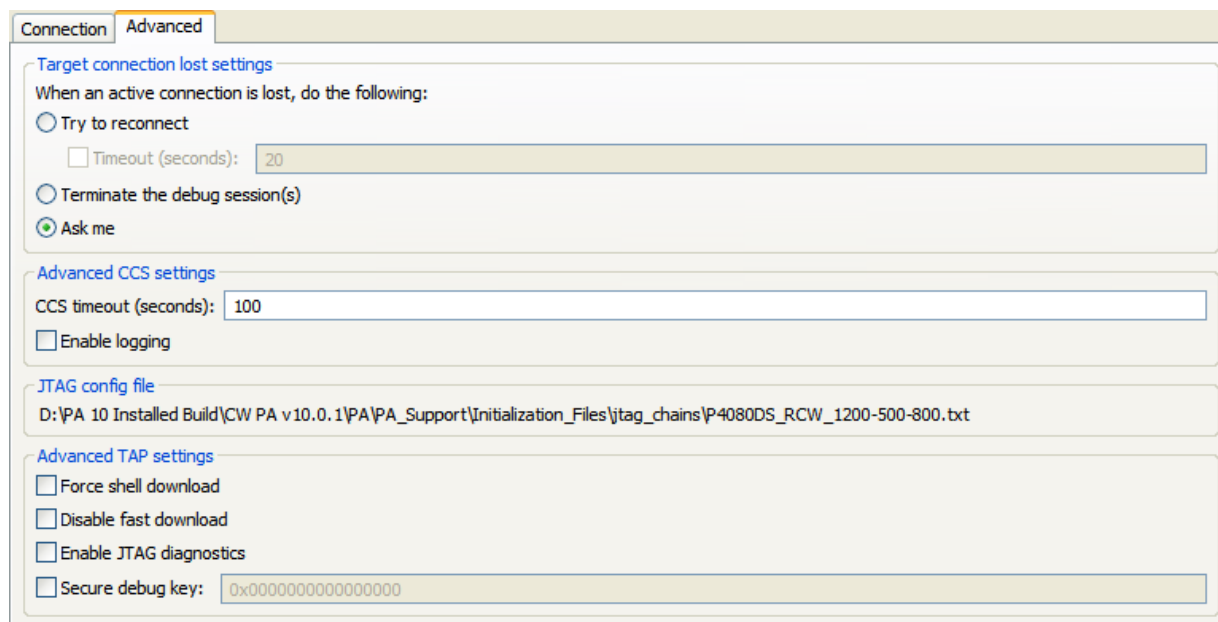 Connection Advanced
Target connection lost settings
When an active connection is lost, do the following:
Try to reconnect
Timeout (seconds): 20
Terminate the debug session(s)
Ask me
Advanced CCS settings
CCS timeout (seconds): 100
Enable logging
JTAG config file
D:\PA 10 Installed Build\CW PA v10.0.1\PA\PA_Support\Initialization_Files\jtag_chains\P4080DS_RCW_1200-500-800.txt
Advanced TAP settings
Force shell download
Disable fast download
Enable JTAG diagnostics
Secure debug key: 0x0000000000000000